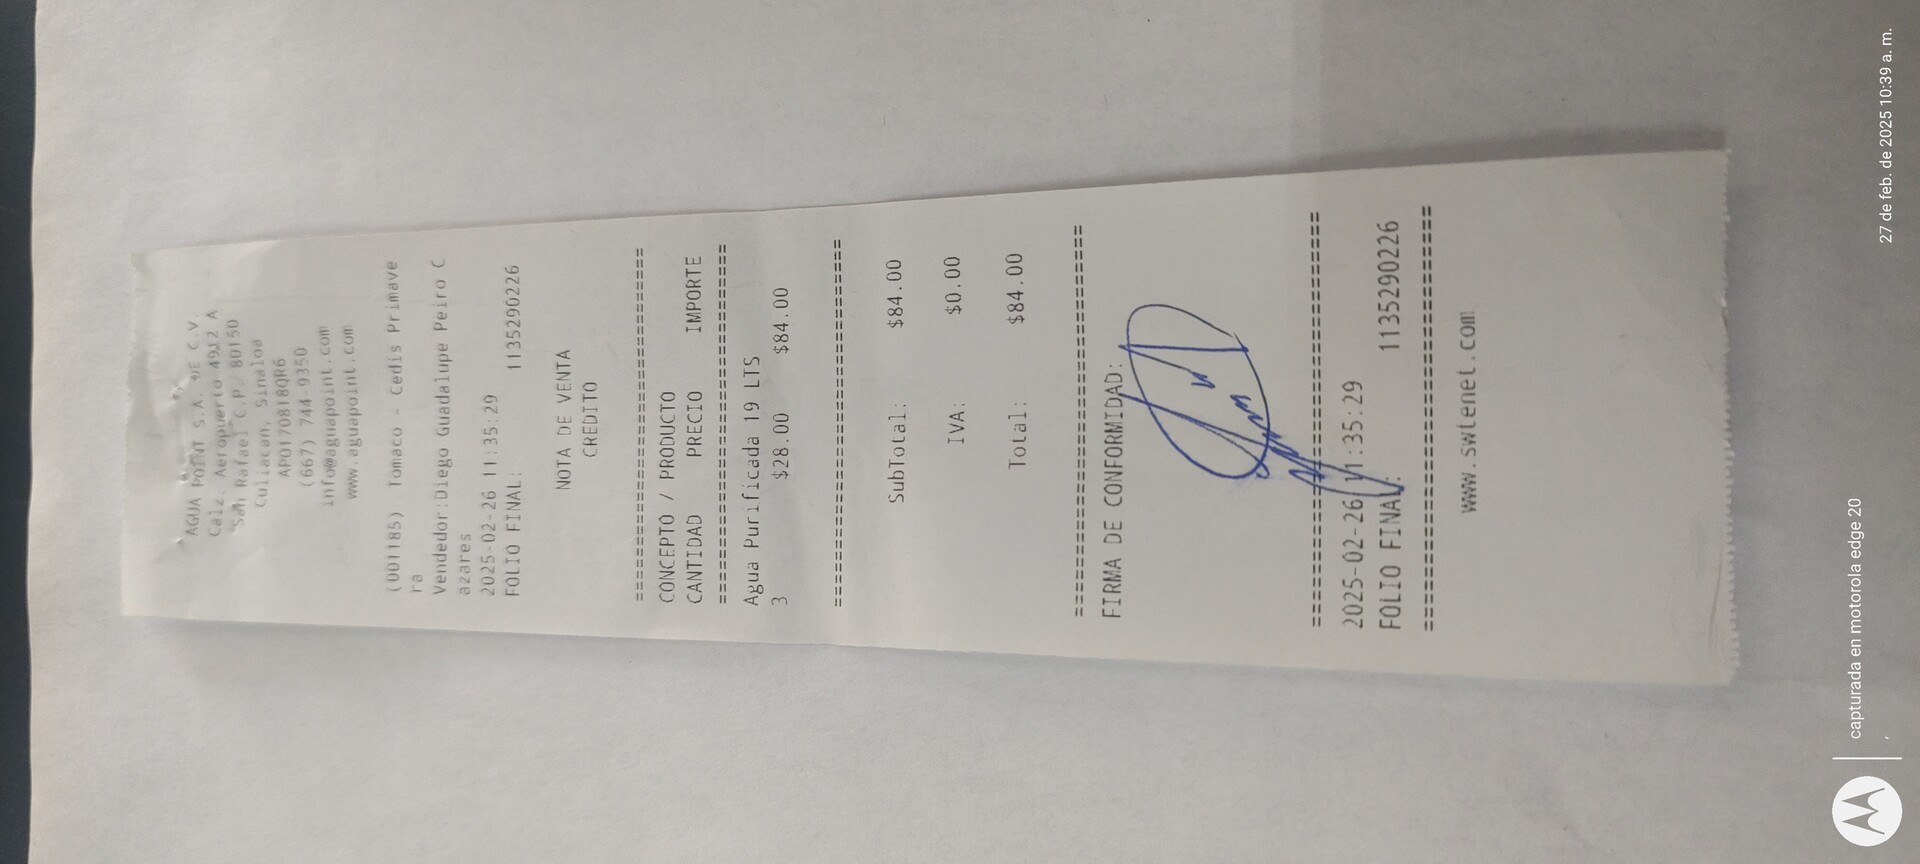 AGUA POINT S.A. DE C.V.
Calz. Aeropuerto 4912 A
San Rafael C.P. 80150
Culiacan, Sinaloa
APO170818QR6
(667) 744-9350
info@aguapoint.com
www.aguapoint.com
(001185) Tomaco - Cedis Primave
ra
Vendedor:Diego Guadalupe Peiro C
azares
2025-02-26 11:35:29
FOLIO FINAL: 1135290226
NOTA DE VENTA
CREDITO
================================
CONCEPTO / PRODUCTO
CANTIDAD PRECIO IMPORTE
================================
Agua Purificada 19 LTS
3 $28.00 $84.00
================================
SubTotal: $84.00
IVA: $0.00
Total: $84.00
================================
FIRMA DE CONFORMIDAD:
================================
2025-02-26 11:35:29
FOLIO FINAL: 1135290226
================================
www.swtenet.com
capturada en motorola edge 20
27 de feb. de 2025 10:39 a. m.